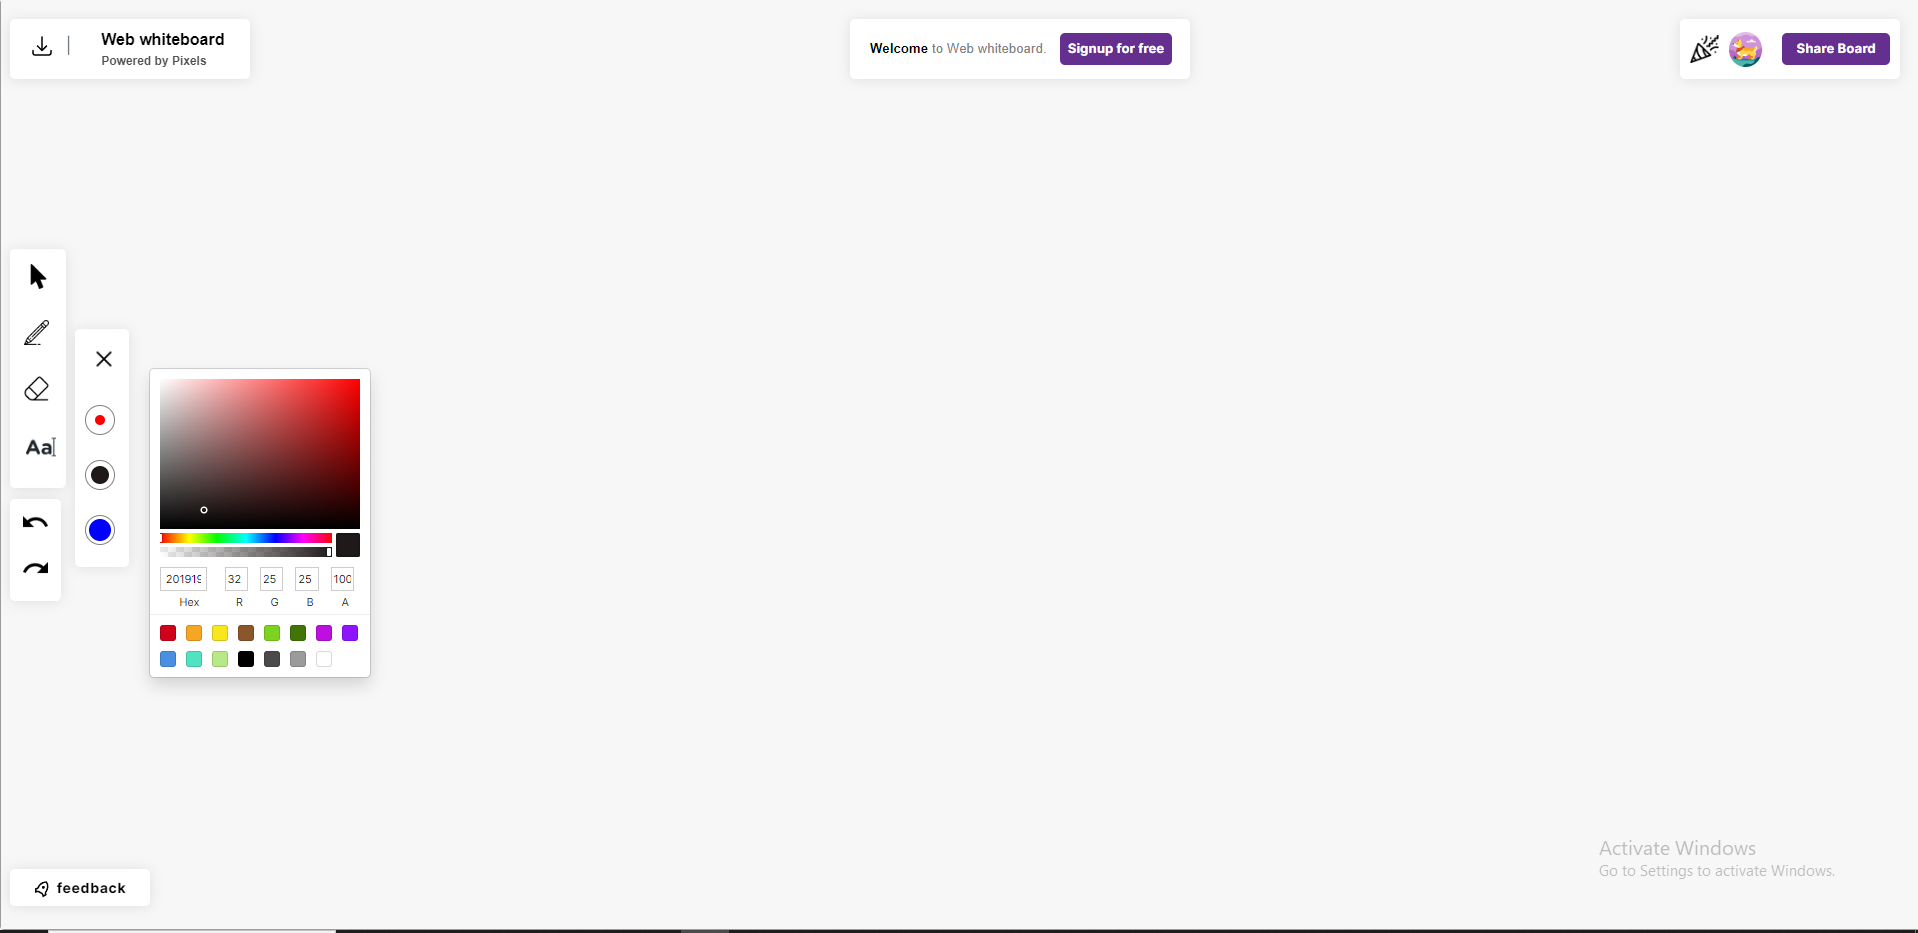 Web whiteboard
Powered by Pixels
Welcome to Web whiteboard.
Signup for free
Share Board
Aa
32
25
25
100
Hex
R
G
B
A
feedback
Activate Windows
Go to Settings to activate Windows.